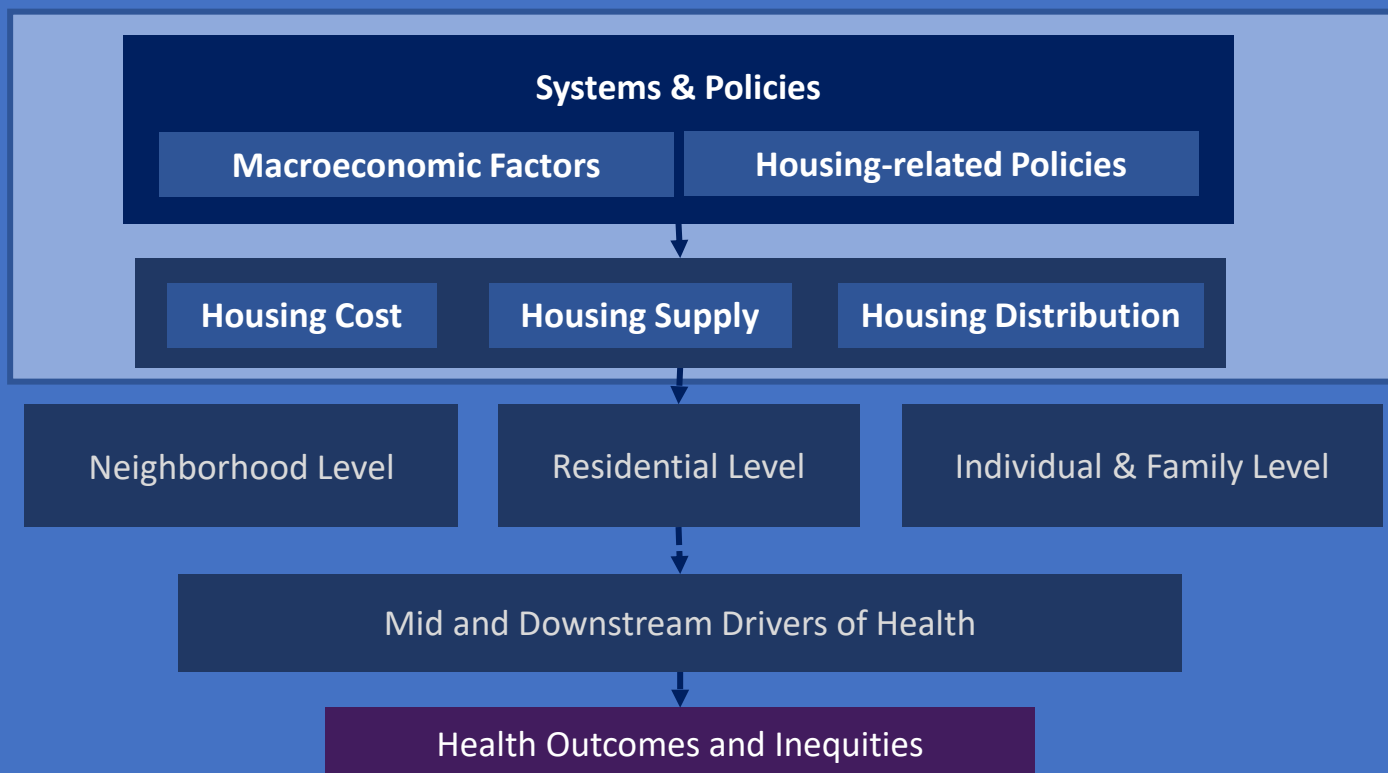 Systems & Policies
Macroeconomic Factors
Housing-related Policies
Housing Cost
Housing Supply
Housing Distribution
Neighborhood Level
Residential Level
Individual & Family Level
Mid and Downstream Drivers of Health
Health Outcomes and Inequities